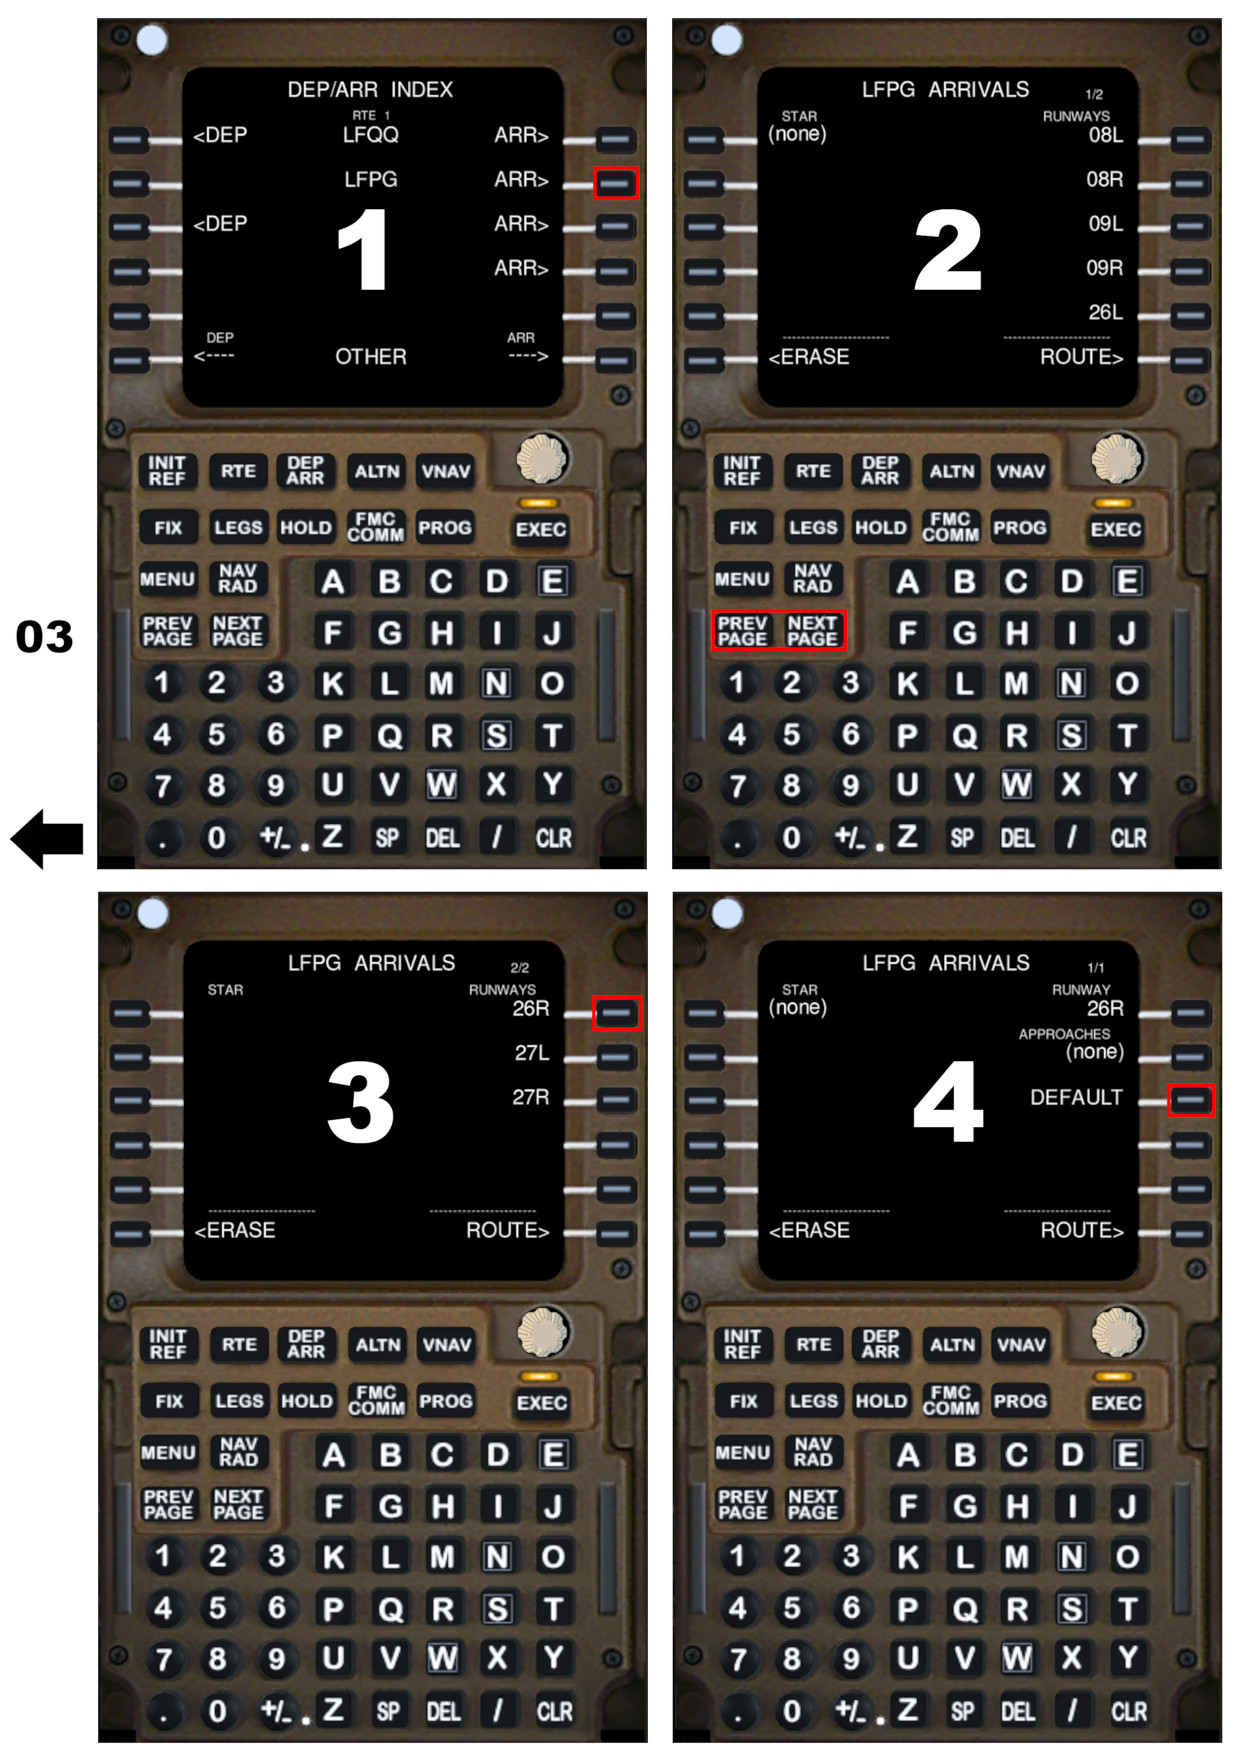 DEP/ARR INDEX
RTE 1
<DEP LFQQ ARR>
LFPG ARR>
<DEP ARR>
1
ARR>
DEP ARR
<---- OTHER ---->
INIT REF RTE DEP ARR ALTN VNAV
FIX LEGS HOLD FMC COMM PROG EXEC
MENU NAV RAD A B C D E
PREV PAGE NEXT PAGE F G H I J
1 2 3 K L M N O
4 5 6 P Q R S T
7 8 9 U V W X Y
. 0 +/- Z SP DEL / CLR
LFPG ARRIVALS 1/2
STAR RUNWAYS
(none) 08L
08R
09L
2
09R
26L
------------------ ------------------
<ERASE ROUTE>
INIT REF RTE DEP ARR ALTN VNAV
FIX LEGS HOLD FMC COMM PROG EXEC
MENU NAV RAD A B C D E
PREV PAGE NEXT PAGE F G H I J
1 2 3 K L M N O
4 5 6 P Q R S T
7 8 9 U V W X Y
. 0 +/- Z SP DEL / CLR
03
LFPG ARRIVALS 2/2
STAR RUNWAYS
26R
27L
27R
3
------------------ ------------------
<ERASE ROUTE>
INIT REF RTE DEP ARR ALTN VNAV
FIX LEGS HOLD FMC COMM PROG EXEC
MENU NAV RAD A B C D E
PREV PAGE NEXT PAGE F G H I J
1 2 3 K L M N O
4 5 6 P Q R S T
7 8 9 U V W X Y
. 0 +/- Z SP DEL / CLR
LFPG ARRIVALS 1/1
STAR RUNWAY
(none) 26R
APPROACHES
(none)
DEFAULT
4
------------------ ------------------
<ERASE ROUTE>
INIT REF RTE DEP ARR ALTN VNAV
FIX LEGS HOLD FMC COMM PROG EXEC
MENU NAV RAD A B C D E
PREV PAGE NEXT PAGE F G H I J
1 2 3 K L M N O
4 5 6 P Q R S T
7 8 9 U V W X Y
. 0 +/- Z SP DEL / CLR